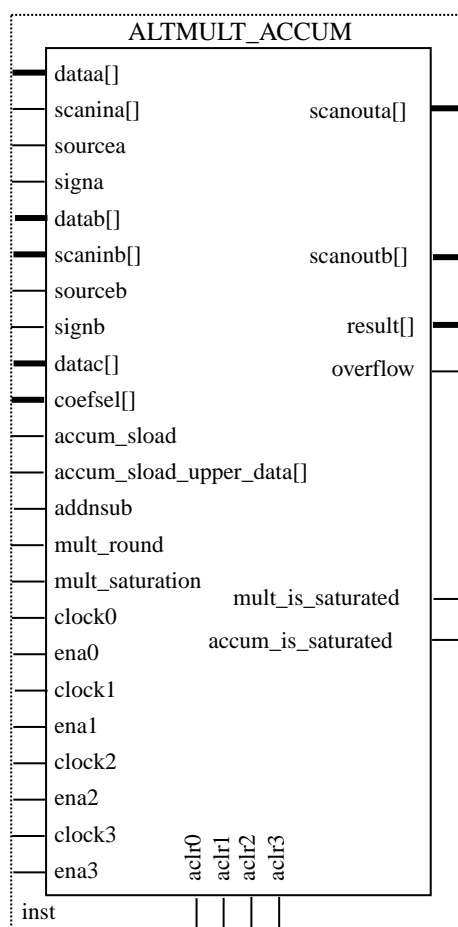 ALTMULT_ACCUM
dataa[]
scanina[]
scanouta[]
sourcea
signa
datab[]
scaninb[]
scanoutb[]
sourceb
signb
result[]
datac[]
overflow
coefsel[]
accum_sload
accum_sload_upper_data[]
addnsub
mult_round
mult_saturation
mult_is_saturated
clock0
accum_is_saturated
ena0
clock1
ena1
clock2
ena2
clock3
ena3
aclr0
aclr1
aclr2
aclr3
inst